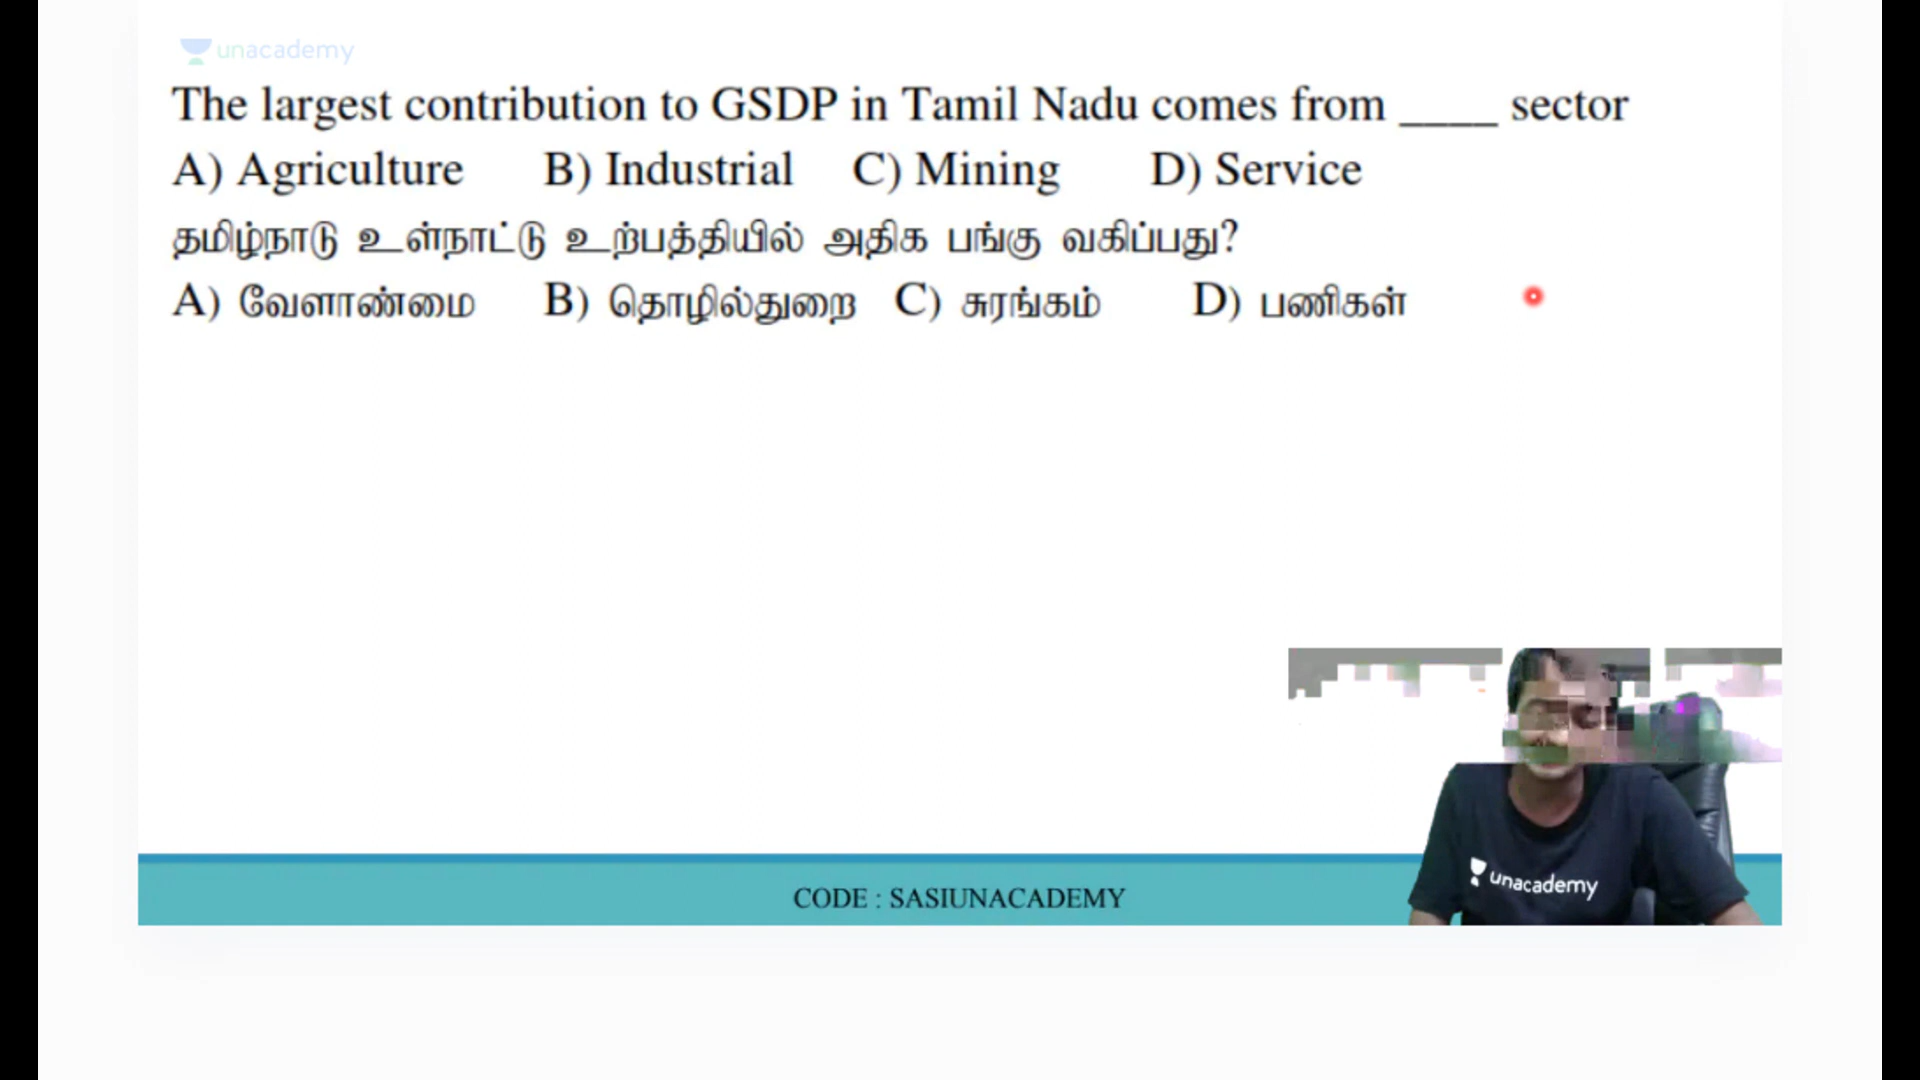 unacademy
The largest contribution to GSDP in Tamil Nadu comes from ____ sector
A) Agriculture B) Industrial C) Mining D) Service
தமிழ்நாடு உள்நாட்டு உற்பத்தியில் அதிக பங்கு வகிப்பது?
A) வேளாண்மை B) தொழில்துறை C) சுரங்கம் D) பணிகள்
unacademy
CODE : SASIUNACADEMY